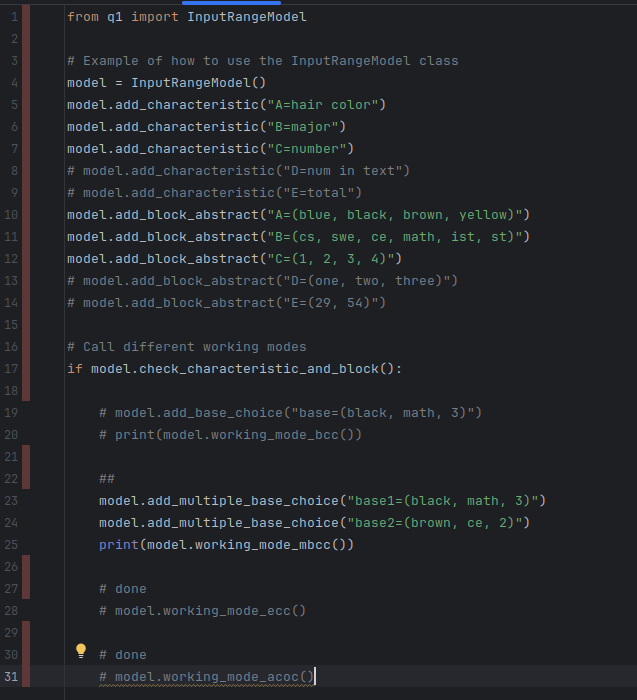 1 from q1 import InputRangeModel
2
3 # Example of how to use the InputRangeModel class
4 model = InputRangeModel()
5 model.add_characteristic("A=hair color")
6 model.add_characteristic("B=major")
7 model.add_characteristic("C=number")
8 # model.add_characteristic("D=num in text")
9 # model.add_characteristic("E=total")
10 model.add_block_abstract("A=(blue, black, brown, yellow)")
11 model.add_block_abstract("B=(cs, swe, ce, math, ist, st)")
12 model.add_block_abstract("C=(1, 2, 3, 4)")
13 # model.add_block_abstract("D=(one, two, three)")
14 # model.add_block_abstract("E=(29, 54)")
15
16 # Call different working modes
17 if model.check_characteristic_and_block():
18
19     # model.add_base_choice("base=(black, math, 3)")
20     # print(model.working_mode_bcc())
21
22     ##
23     model.add_multiple_base_choice("base1=(black, math, 3)")
24     model.add_multiple_base_choice("base2=(brown, ce, 2)")
25     print(model.working_mode_mbcc())
26
27     # done
28     # model.working_mode_ecc()
29
30     # done
31     # model.working_mode_acoc()